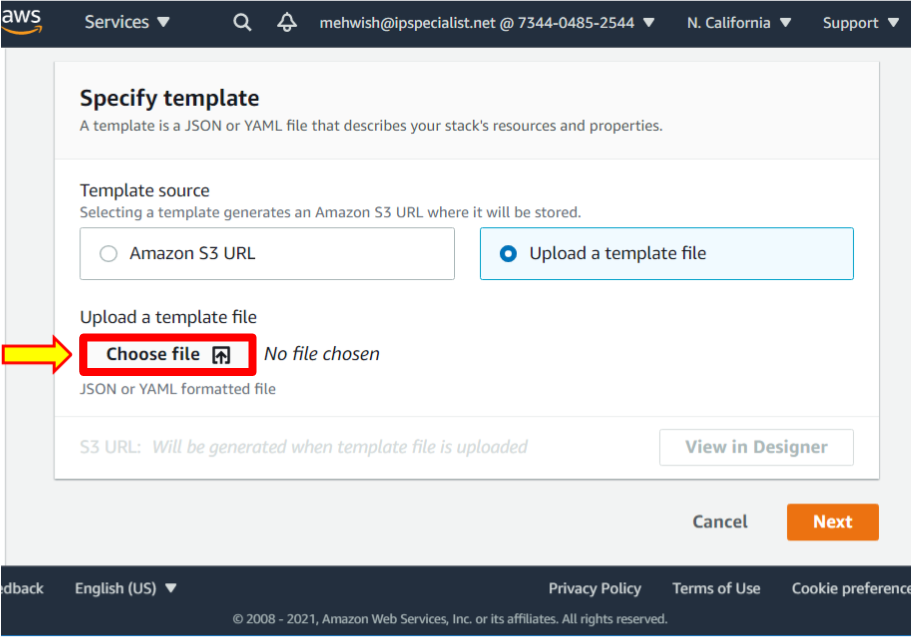 aws Services mehwish@ipspecialist.net @ 7344-0485-2544 N. California Support
Specify template
A template is a JSON or YAML file that describes your stack's resources and properties.
Template source
Selecting a template generates an Amazon S3 URL where it will be stored.
Amazon S3 URL Upload a template file
Upload a template file
Choose file No file chosen
JSON or YAML formatted file
S3 URL: Will be generated when template file is uploaded View in Designer
Cancel Next
edback English (US) Privacy Policy Terms of Use Cookie preference
© 2008 - 2021, Amazon Web Services, Inc. or its affiliates. All rights reserved.